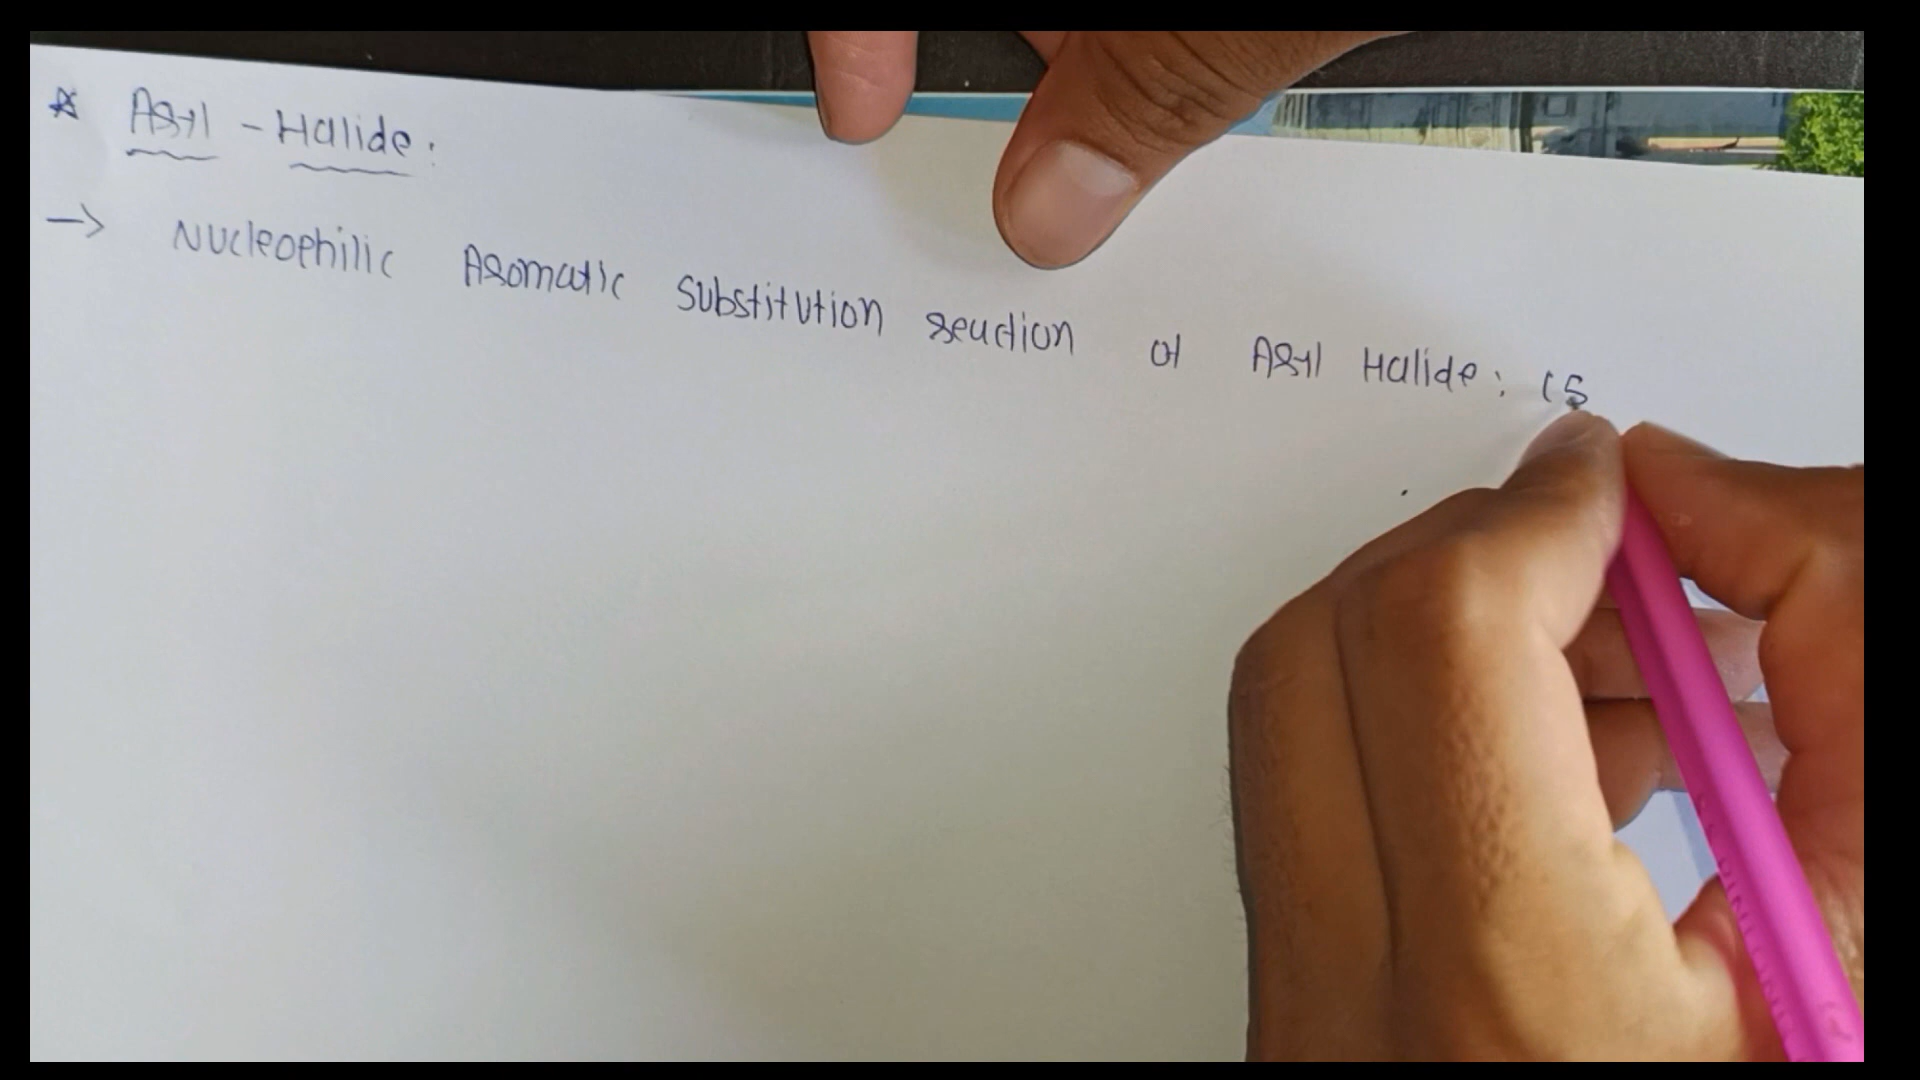 ☆ Aryl - Halide :
→ Nucleophilic Aromatic Substitution reaction of Aryl Halide : (S